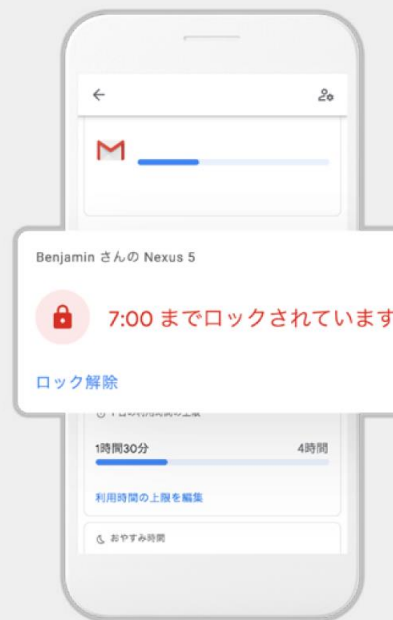 Benjamin さんの Nexus 5
7:00 までロックされています
ロック解除
1時間30分
4時間
利用時間の上限を編集
おやすみ時間